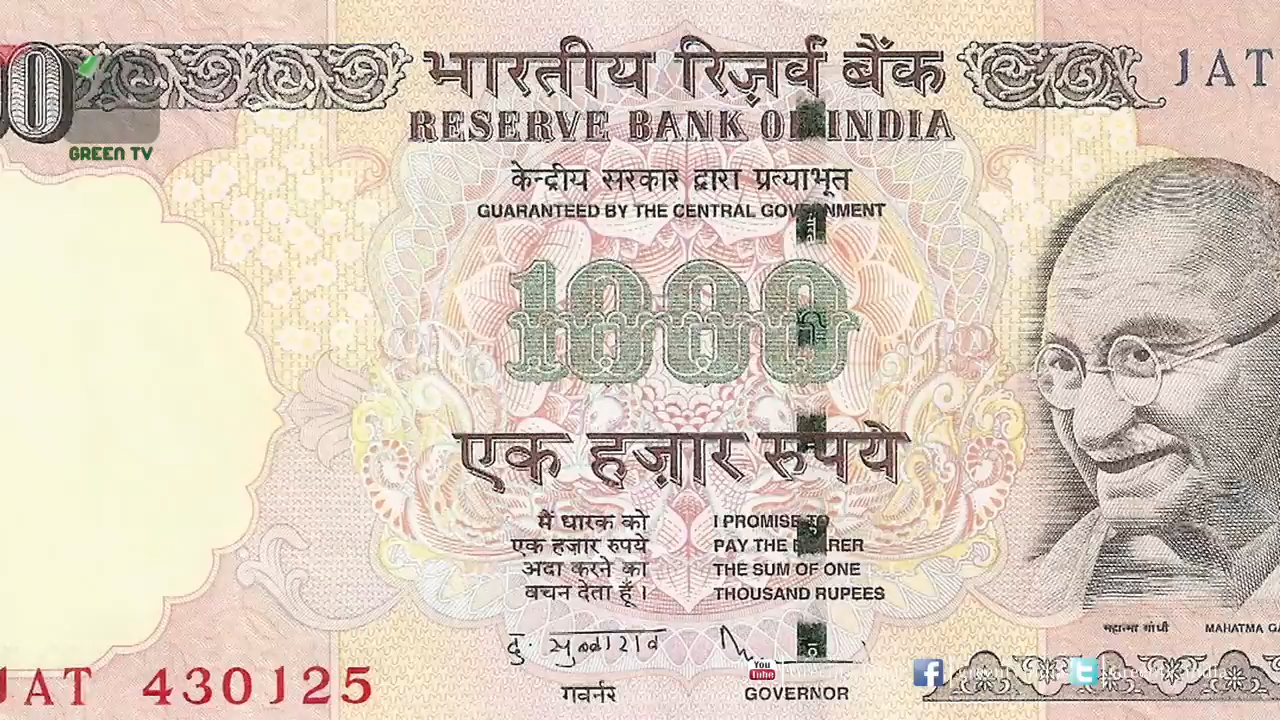 भारतीय रिज़र्व बैंक
JAT
RESERVE BANK OF INDIA
GREEN TV
केन्द्रीय सरकार द्वारा प्रत्याभूत
GUARANTEED BY THE CENTRAL GOVERNMENT
1000
एक हज़ार रुपये
मैं धारक को
एक हज़ार रुपये
अदा करने का
वचन देता हूँ।
I PROMISE TO
PAY THE BEARER
THE SUM OF ONE
THOUSAND RUPEES
महात्मा गांधी
MAHATMA
JAT 430125
गवर्नर
GOVERNOR
You Tube